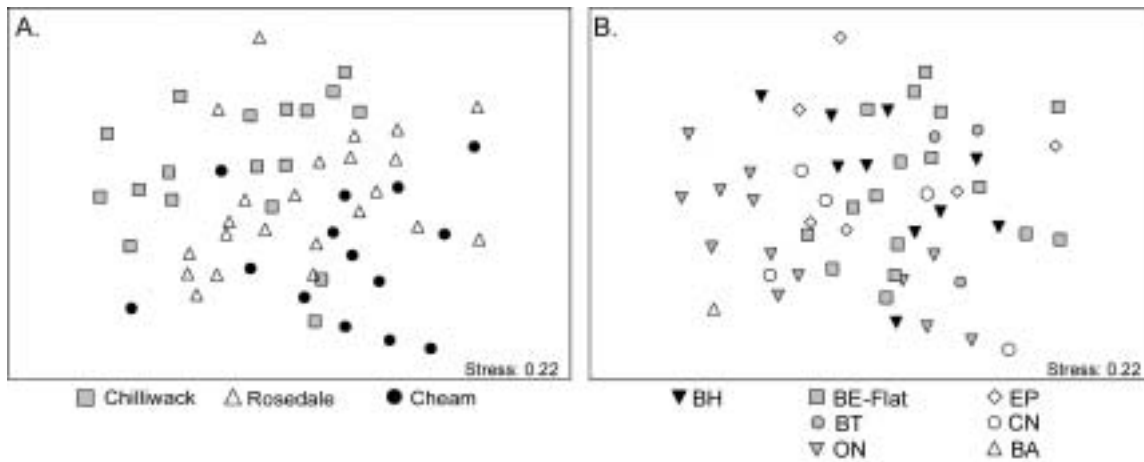 A.
B.
Stress: 0.22
Stress: 0.22
Chilliwack Rosedale Cheam
BH BE-Flat EP
BT CN
ON BA